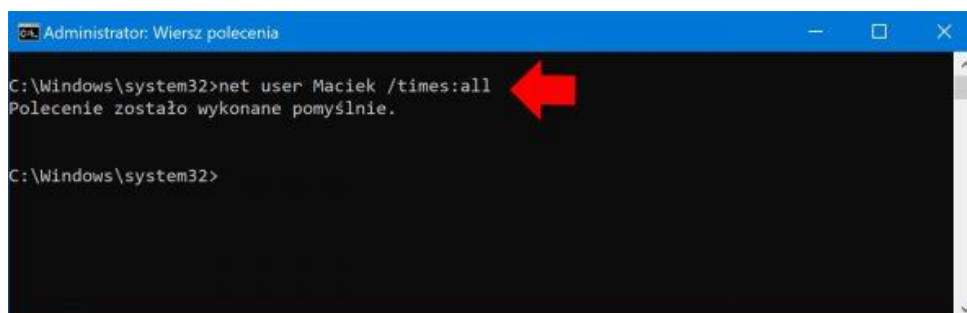 Administrator: Wiersz polecenia
C:\Windows\system32>net user Maciek /times:all
Polecenie zostało wykonane pomyślnie.
C:\Windows\system32>